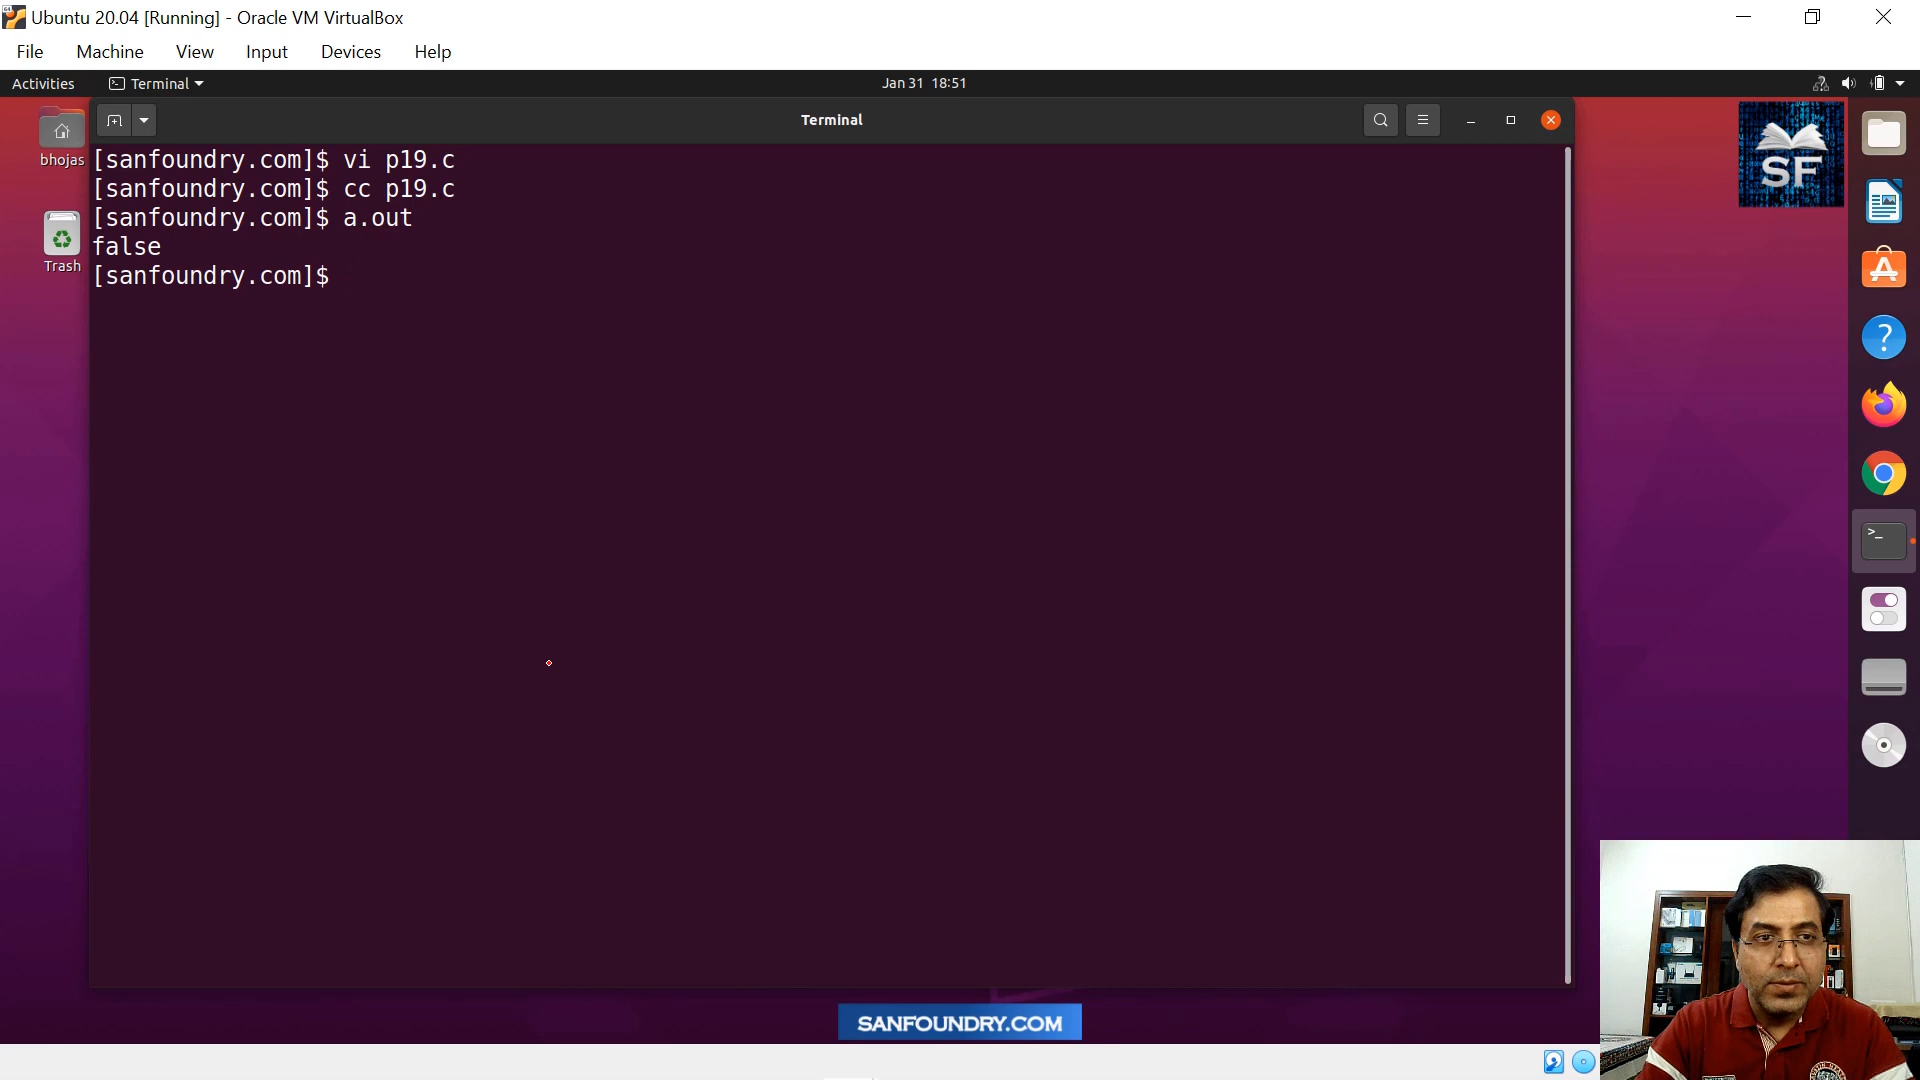 Ubuntu 20.04 [Running] - Oracle VM VirtualBox
File Machine View Input Devices Help
Activities Terminal Jan 31 18:51
Terminal
bhojas
Trash
[sanfoundry.com]$ vi p19.c
[sanfoundry.com]$ cc p19.c
[sanfoundry.com]$ a.out
false
[sanfoundry.com]$
SF
SANFOUNDRY.COM